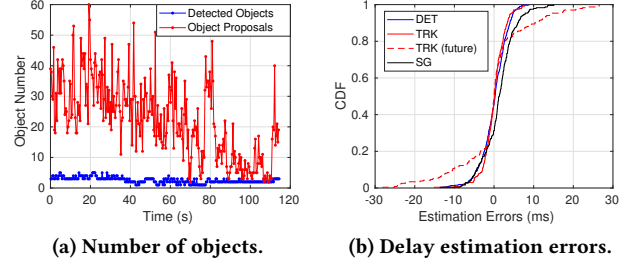 60
50
40
30
20
10
0
Object Number
Detected Objects
Object Proposals
0 20 40 60 80 100 120
Time (s)
(a) Number of objects.
1
0.8
0.6
0.4
0.2
0
CDF
DET
TRK
TRK (future)
SG
-30 -20 -10 0 10 20 30
Estimation Errors (ms)
(b) Delay estimation errors.